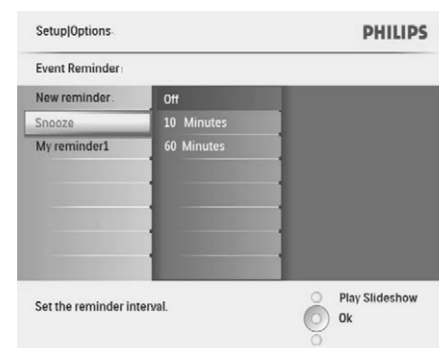 Setup|Options
PHILIPS
Event Reminder
New reminder
Off
Snooze
10 Minutes
My reminder1
60 Minutes
Set the reminder interval.
Play Slideshow
Ok